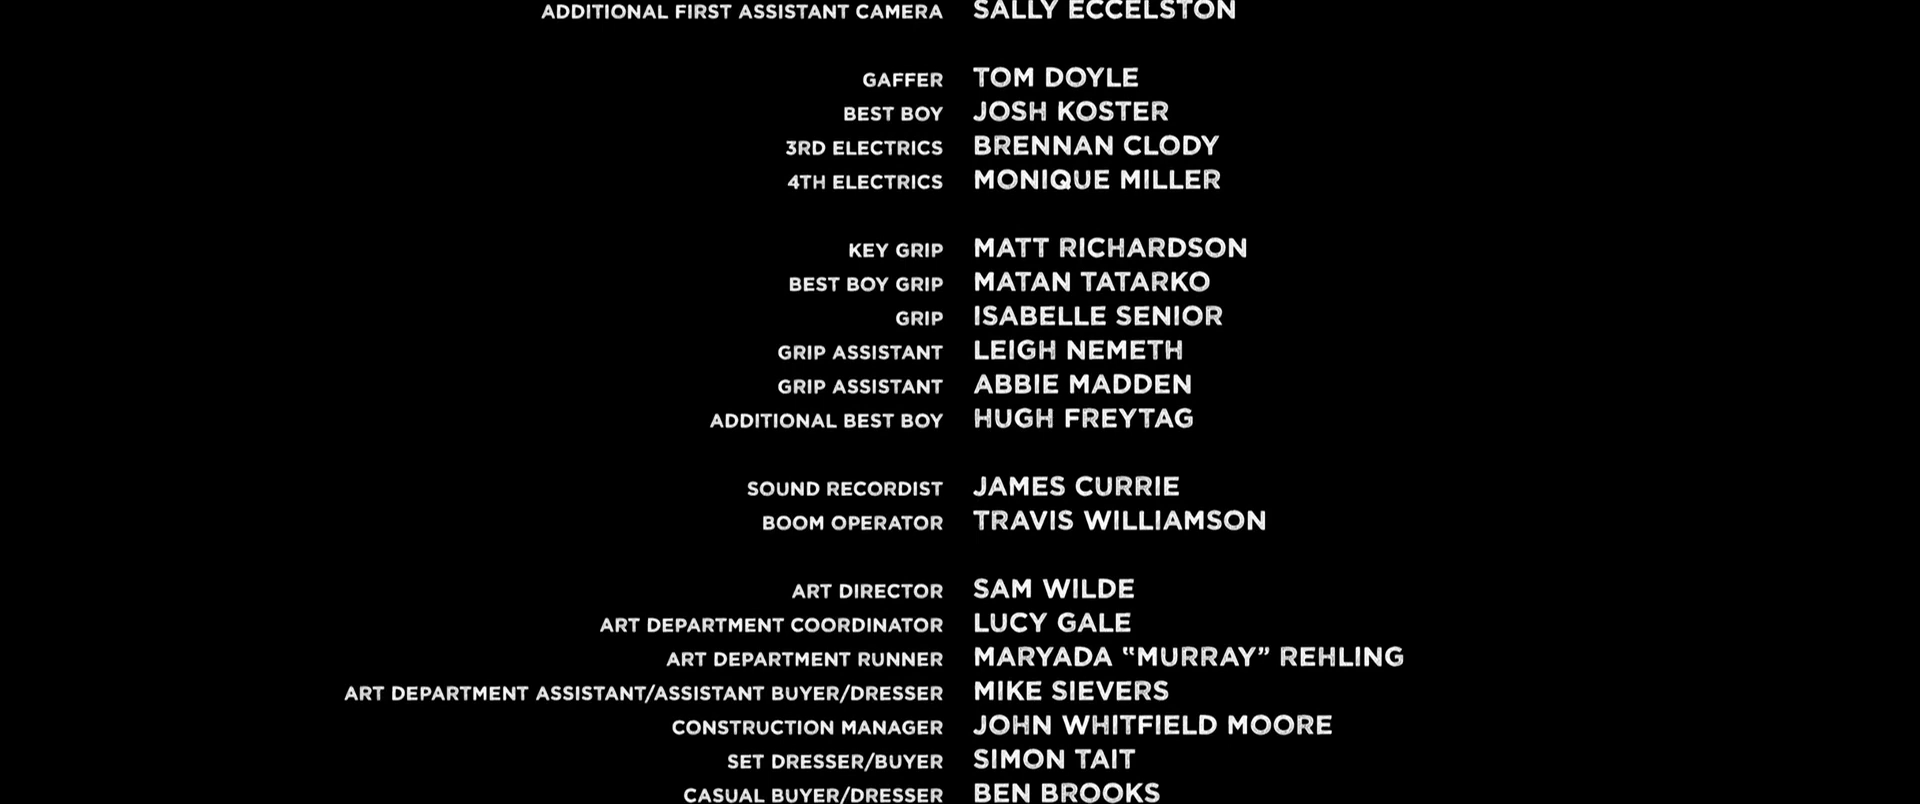 ADDITIONAL FIRST ASSISTANT CAMERA SALLY ECCELSTON
GAFFER TOM DOYLE
BEST BOY JOSH KOSTER
3RD ELECTRICS BRENNAN CLODY
4TH ELECTRICS MONIQUE MILLER
KEY GRIP MATT RICHARDSON
BEST BOY GRIP MATAN TATARKO
GRIP ISABELLE SENIOR
GRIP ASSISTANT LEIGH NEMETH
GRIP ASSISTANT ABBIE MADDEN
ADDITIONAL BEST BOY HUGH FREYTAG
SOUND RECORDIST JAMES CURRIE
BOOM OPERATOR TRAVIS WILLIAMSON
ART DIRECTOR SAM WILDE
ART DEPARTMENT COORDINATOR LUCY GALE
ART DEPARTMENT RUNNER MARYADA “MURRAY” REHLING
ART DEPARTMENT ASSISTANT/ASSISTANT BUYER/DRESSER MIKE SIEVERS
CONSTRUCTION MANAGER JOHN WHITFIELD MOORE
SET DRESSER/BUYER SIMON TAIT
CASUAL BUYER/DRESSER BEN BROOKS